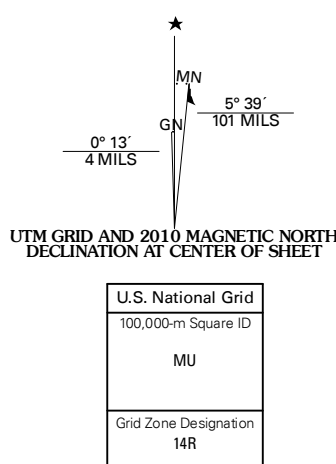 ★
MN
GN
5° 39´
101 MILS
0° 13´
4 MILS
UTM GRID AND 2010 MAGNETIC NORTH
DECLINATION AT CENTER OF SHEET
U.S. National Grid
100,000-m Square ID
MU
Grid Zone Designation
14R